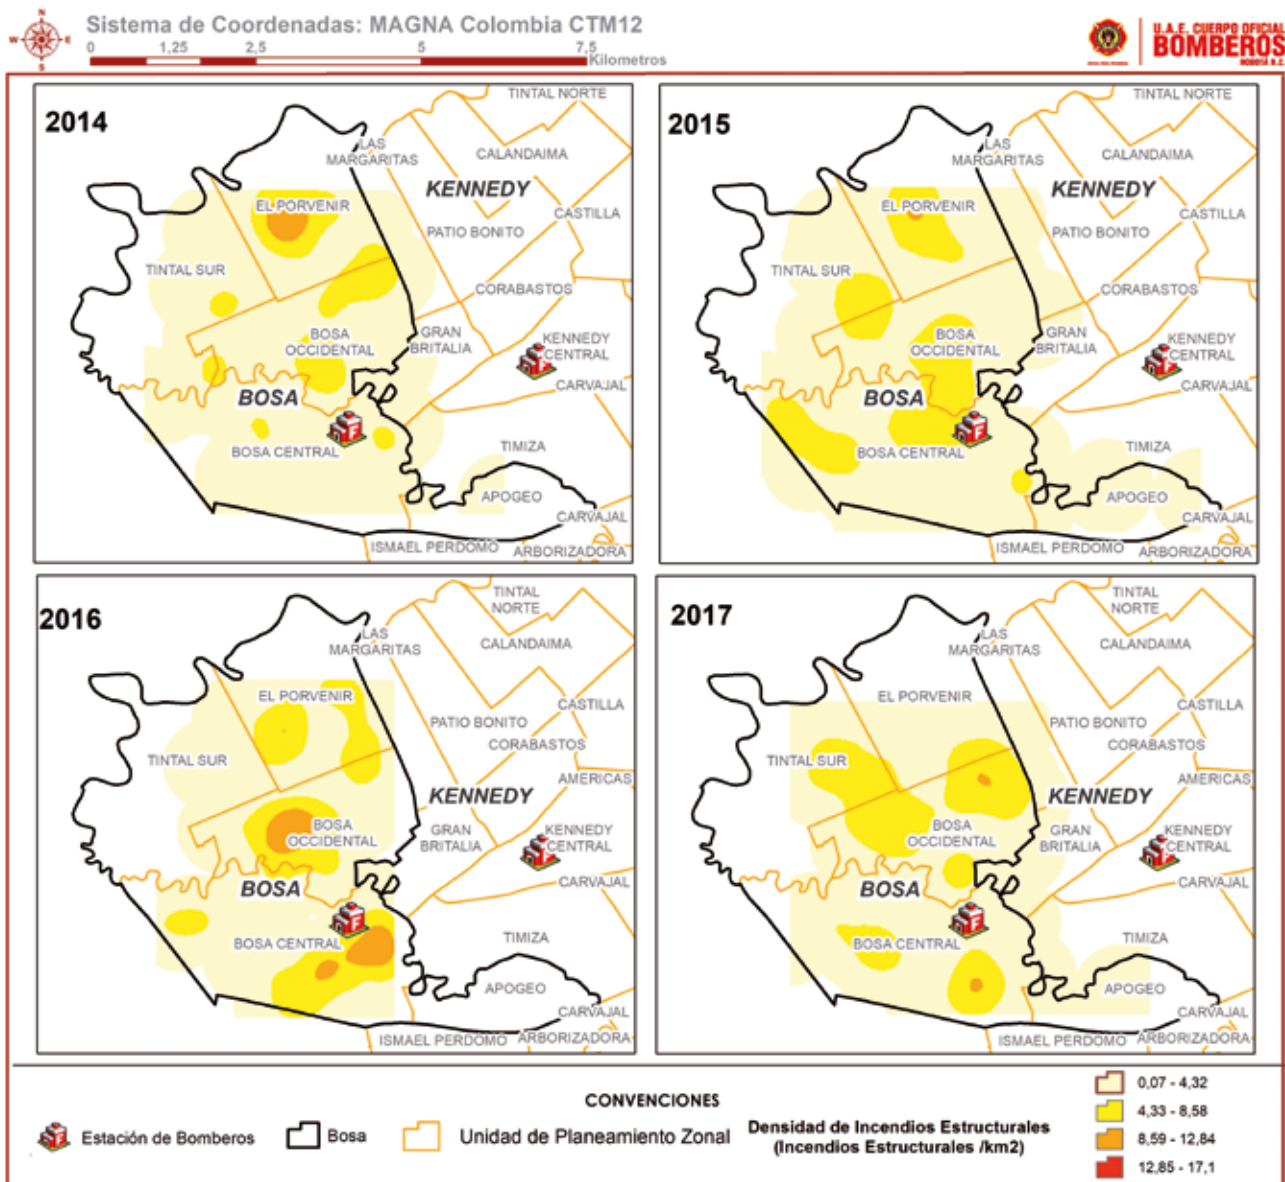 Sistema de Coordenadas: MAGNA Colombia CTM12
0 1,25 2,5 5 7,5
Kilometros
N
W E
S
U.A.E. CUERPO OFICIAL
BOMBEROS
BOGOTÁ D.C.
2014
TINTAL NORTE
LAS
MARGARITAS
CALANDAIMA
KENNEDY
EL PORVENIR
CASTILLA
PATIO BONITO
TINTAL SUR
CORABASTOS
BOSA
OCCIDENTAL
GRAN
BRITALIA
KENNEDY
CENTRAL
CARVAJAL
BOSA
F
BOSA CENTRAL
TIMIZA
APOGEO
CARVAJAL
ISMAEL PERDOMO
ARBORIZADORA
2015
TINTAL NORTE
LAS
MARGARITAS
CALANDAIMA
KENNEDY
EL PORVENIR
CASTILLA
PATIO BONITO
TINTAL SUR
CORABASTOS
BOSA
OCCIDENTAL
GRAN
BRITALIA
KENNEDY
CENTRAL
CARVAJAL
BOSA
F
BOSA CENTRAL
TIMIZA
APOGEO
CARVAJAL
ISMAEL PERDOMO
ARBORIZADORA
2016
TINTAL
NORTE
LAS
MARGARITAS
CALANDAIMA
EL PORVENIR
CASTILLA
PATIO BONITO
CORABASTOS
TINTAL SUR
AMERICAS
KENNEDY
BOSA
OCCIDENTAL
GRAN
BRITALIA
KENNEDY
CENTRAL
CARVAJAL
BOSA
F
BOSA CENTRAL
TIMIZA
APOGEO
CARVAJAL
ISMAEL PERDOMO
ARBORIZADORA
2017
TINTAL
NORTE
LAS
MARGARITAS
CALANDAIMA
EL PORVENIR
CASTILLA
PATIO BONITO
CORABASTOS
TINTAL SUR
AMERICAS
KENNEDY
BOSA
OCCIDENTAL
GRAN
BRITALIA
KENNEDY
CENTRAL
CARVAJAL
BOSA
F
BOSA CENTRAL
TIMIZA
APOGEO
CARVAJAL
ISMAEL PERDOMO
ARBORIZADORA
CONVENCIONES
Estación de Bomberos
Bosa
Unidad de Planeamiento Zonal
Densidad de Incendios Estructurales
(Incendios Estructurales /km2)
0,07 - 4,32
4,33 - 8,58
8,59 - 12,84
12,85 - 17,1